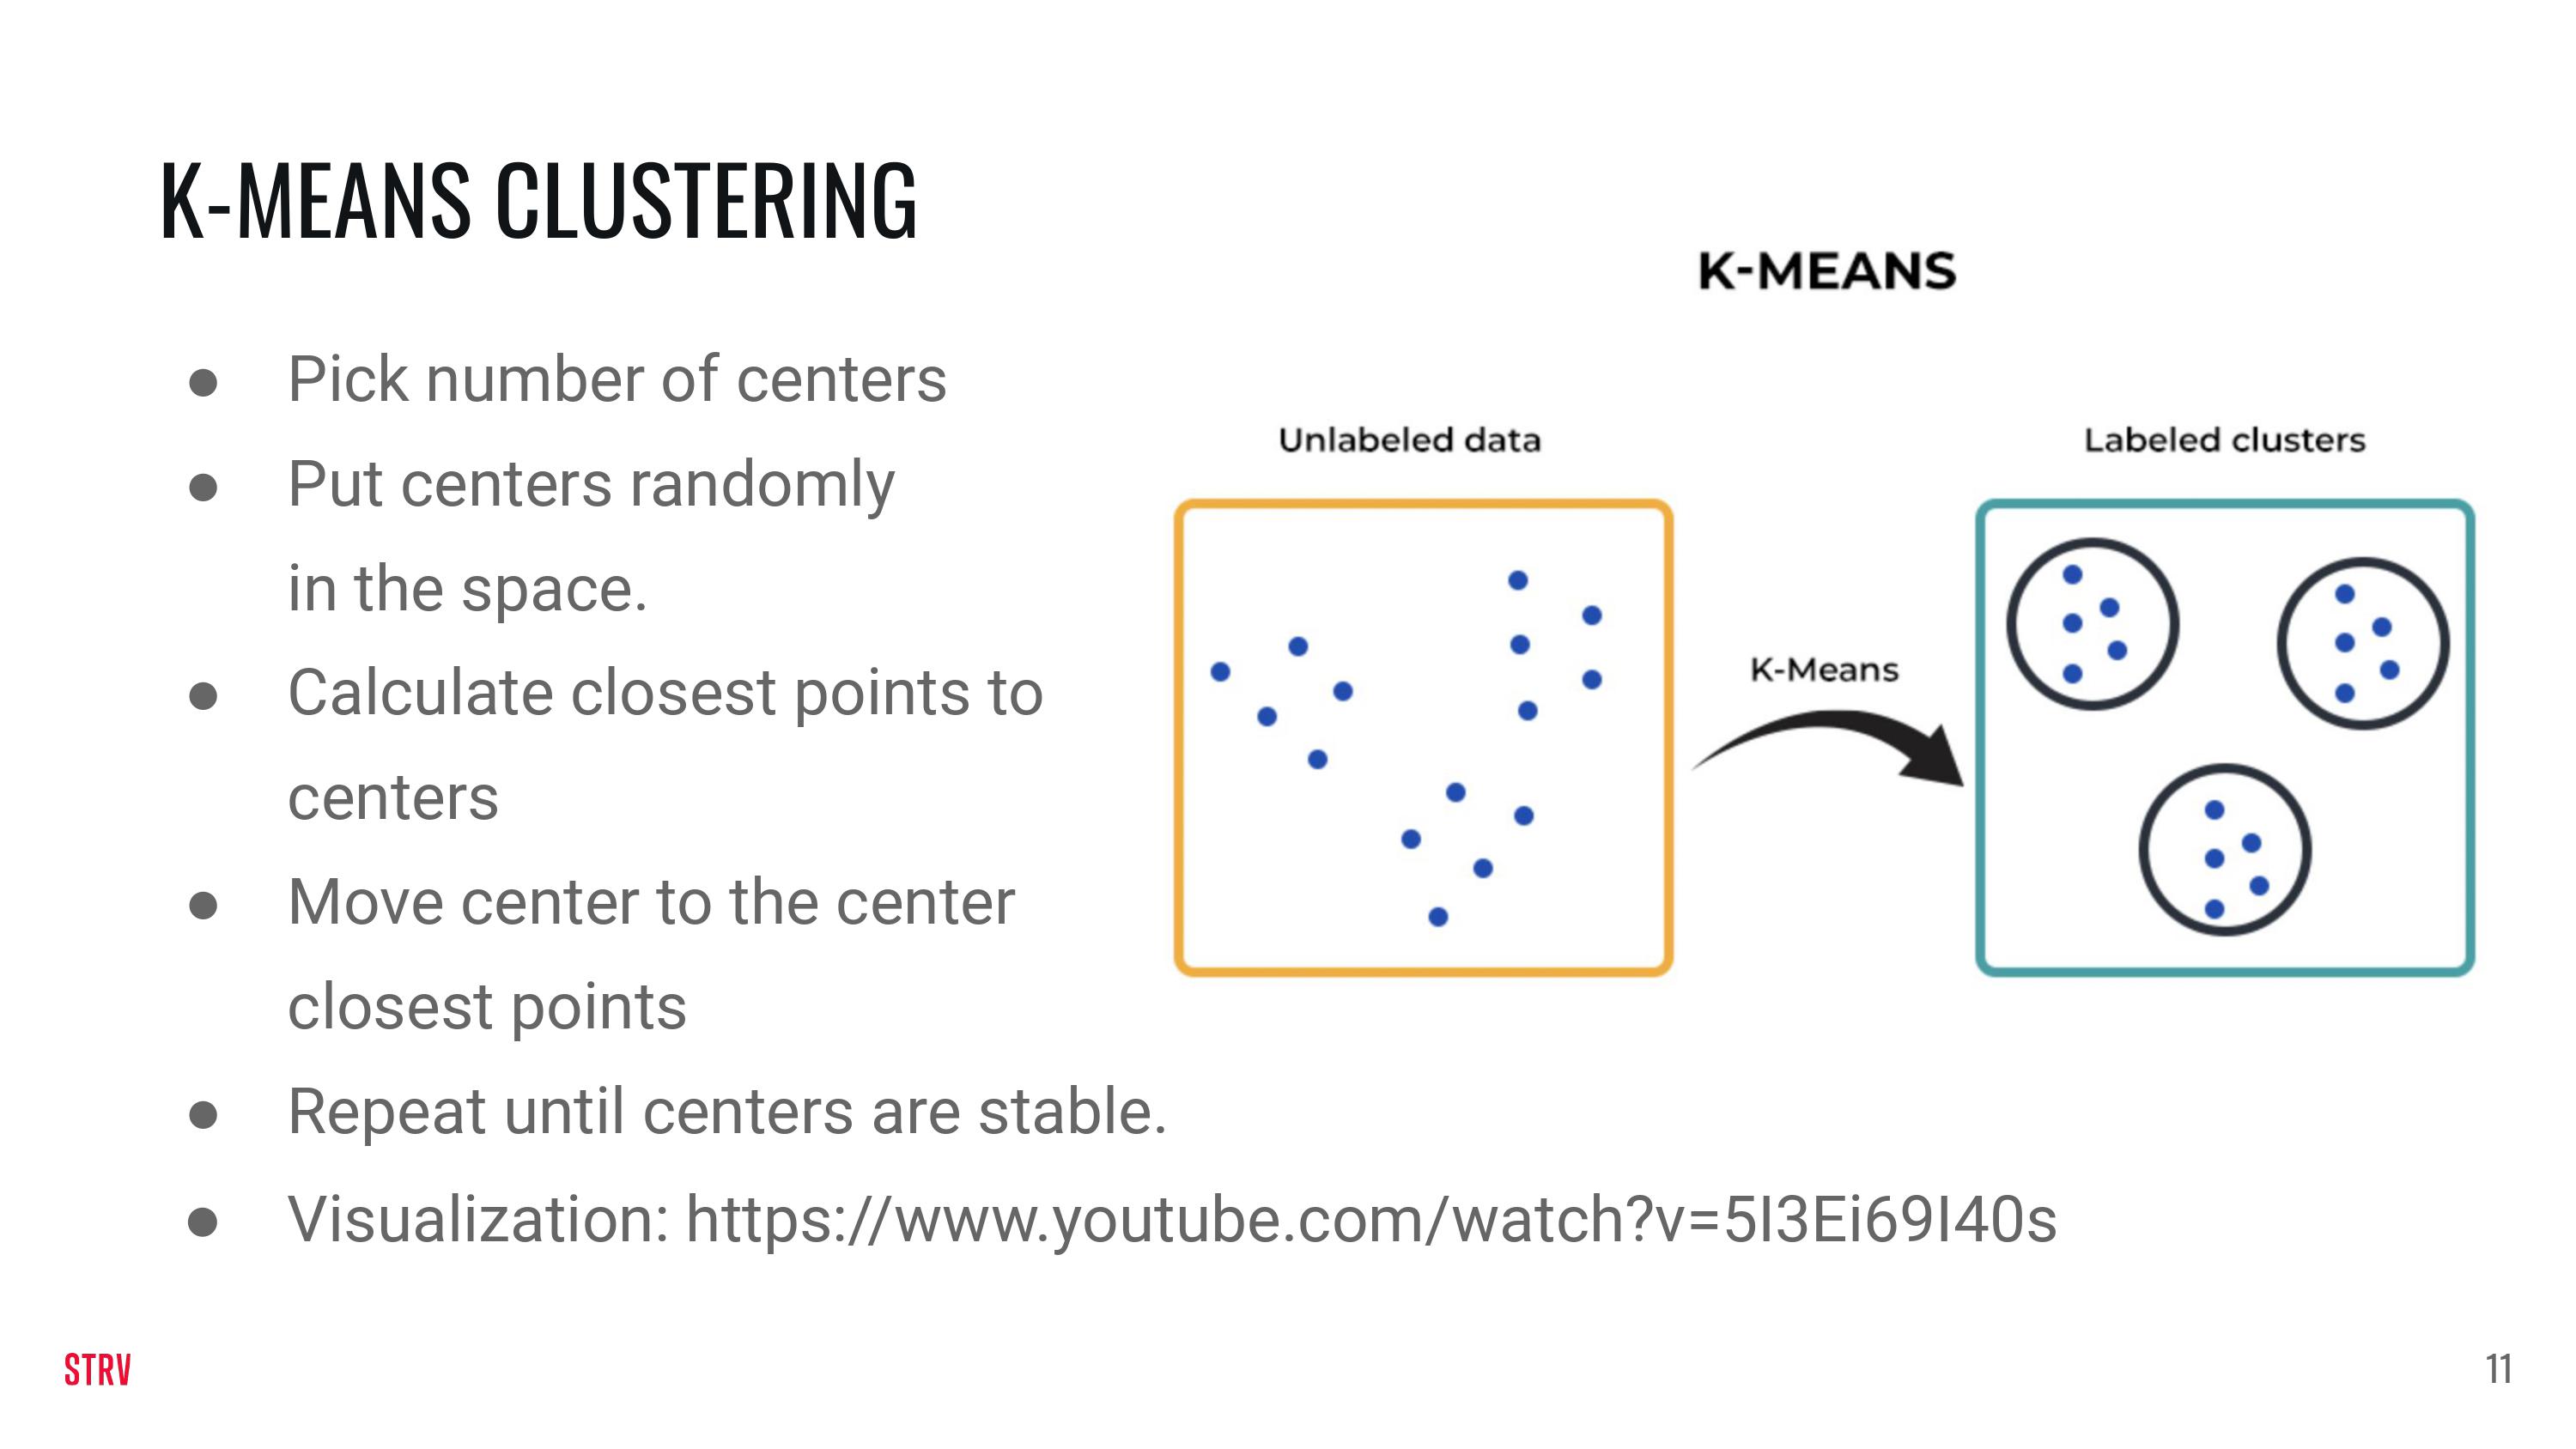 K-MEANS CLUSTERING
● Pick number of centers
● Put centers randomly
in the space.
● Calculate closest points to
centers
● Move center to the center
closest points
● Repeat until centers are stable.
● Visualization: https://www.youtube.com/watch?v=5I3Ei69I40s
K-MEANS
Unlabeled data
K-Means
Labeled clusters
STRV
11